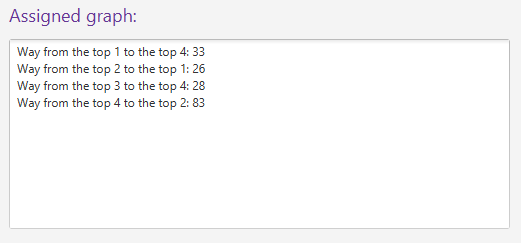 Assigned graph:
Way from the top 1 to the top 4: 33
Way from the top 2 to the top 1: 26
Way from the top 3 to the top 4: 28
Way from the top 4 to the top 2: 83